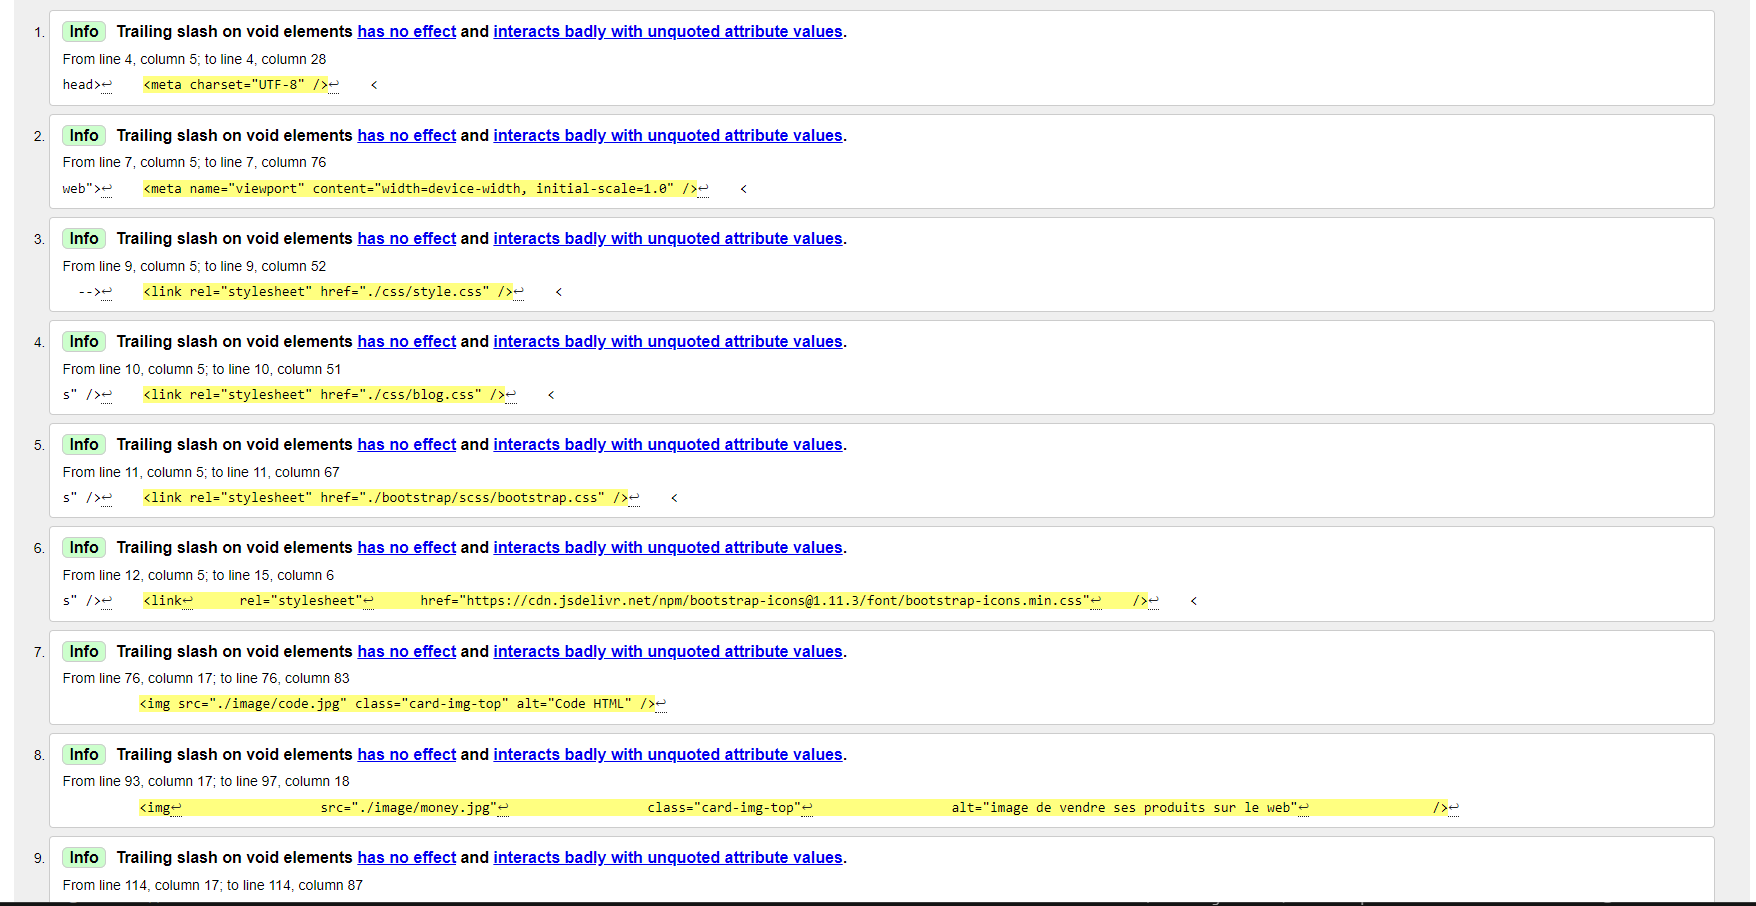 1. Info Trailing slash on void elements has no effect and interacts badly with unquoted attribute values.
From line 4, column 5; to line 4, column 28
head>↩    <meta charset="UTF-8" />↩    <
2. Info Trailing slash on void elements has no effect and interacts badly with unquoted attribute values.
From line 7, column 5; to line 7, column 76
web">↩    <meta name="viewport" content="width=device-width, initial-scale=1.0" />↩    <
3. Info Trailing slash on void elements has no effect and interacts badly with unquoted attribute values.
From line 9, column 5; to line 9, column 52
-->↩    <link rel="stylesheet" href="./css/style.css" />↩    <
4. Info Trailing slash on void elements has no effect and interacts badly with unquoted attribute values.
From line 10, column 5; to line 10, column 51
s" />↩    <link rel="stylesheet" href="./css/blog.css" />↩    <
5. Info Trailing slash on void elements has no effect and interacts badly with unquoted attribute values.
From line 11, column 5; to line 11, column 67
s" />↩    <link rel="stylesheet" href="./bootstrap/scss/bootstrap.css" />↩    <
6. Info Trailing slash on void elements has no effect and interacts badly with unquoted attribute values.
From line 12, column 5; to line 15, column 6
s" />↩    <link↩      rel="stylesheet"↩      href="https://cdn.jsdelivr.net/npm/bootstrap-icons@1.11.3/font/bootstrap-icons.min.css"↩    />↩    <
7. Info Trailing slash on void elements has no effect and interacts badly with unquoted attribute values.
From line 76, column 17; to line 76, column 83
<img src="./image/code.jpg" class="card-img-top" alt="Code HTML" />↩
8. Info Trailing slash on void elements has no effect and interacts badly with unquoted attribute values.
From line 93, column 17; to line 97, column 18
<img↩                  src="./image/money.jpg"↩                  class="card-img-top"↩                  alt="image de vendre ses produits sur le web"↩                />↩
9. Info Trailing slash on void elements has no effect and interacts badly with unquoted attribute values.
From line 114, column 17; to line 114, column 87